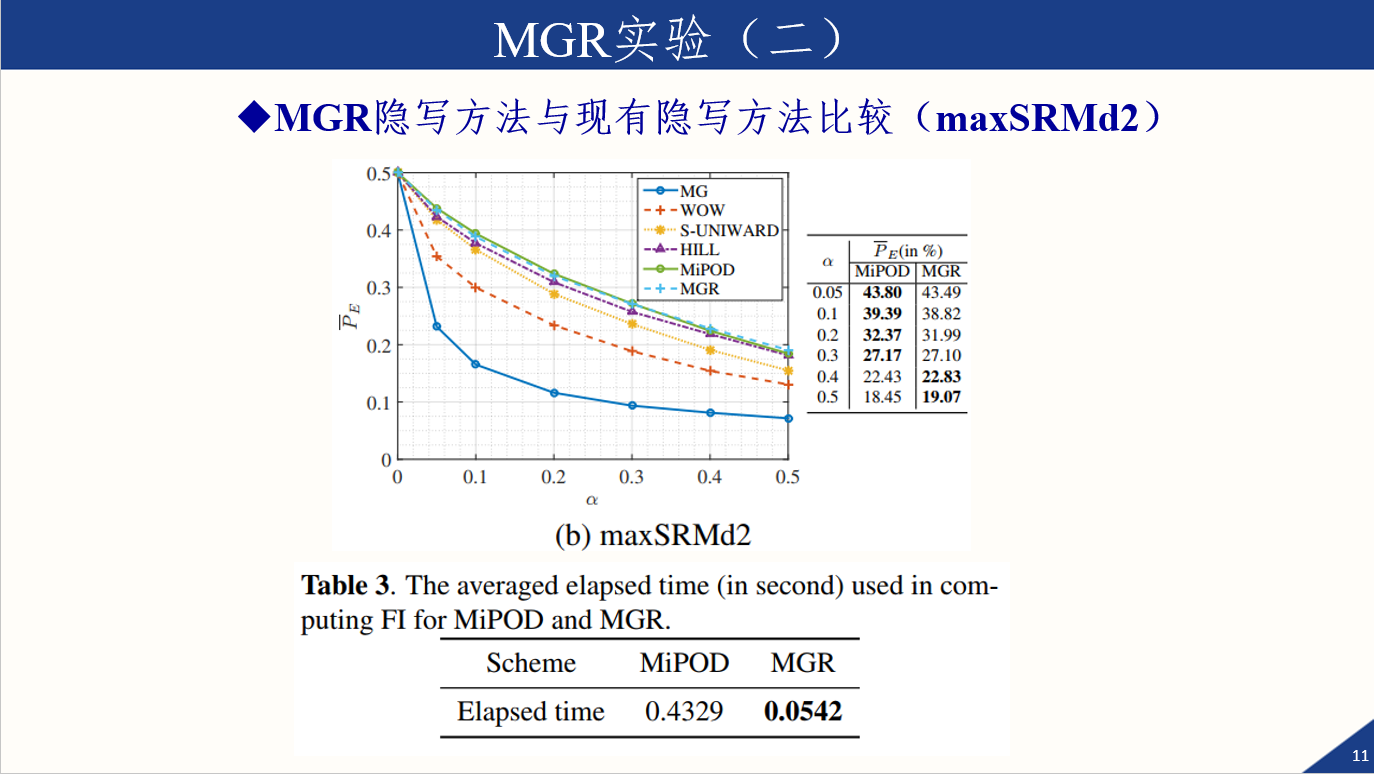 MGR实验（二）
◆MGR隐写方法与现有隐写方法比较（maxSRMd2）
0.5
0.4
0.3
0.2
0.1
0
P̅_E
0 0.1 0.2 0.3 0.4 0.5
α
MG
WOW
S-UNIWARD
HILL
MiPOD
MGR
(b) maxSRMd2
α P̅_E(in %)
MiPOD MGR
0.05 43.80 43.49
0.1 39.39 38.82
0.2 32.37 31.99
0.3 27.17 27.10
0.4 22.43 22.83
0.5 18.45 19.07
Table 3. The averaged elapsed time (in second) used in com-
puting FI for MiPOD and MGR.
Scheme MiPOD MGR
Elapsed time 0.4329 0.0542
11